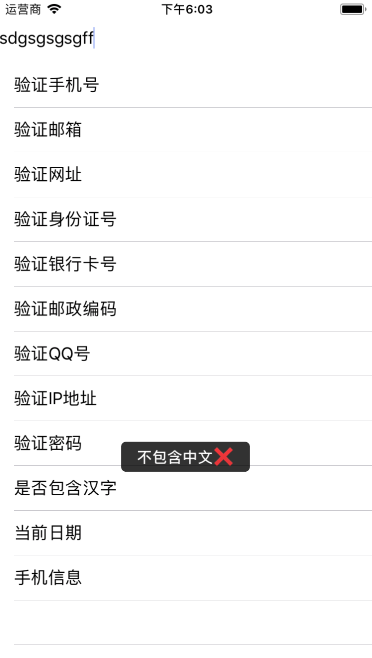 运营商 下午6:03
sdgsgsgsgff
验证手机号
验证邮箱
验证网址
验证身份证号
验证银行卡号
验证邮政编码
验证QQ号
验证IP地址
验证密码
不包含中文❌
是否包含汉字
当前日期
手机信息